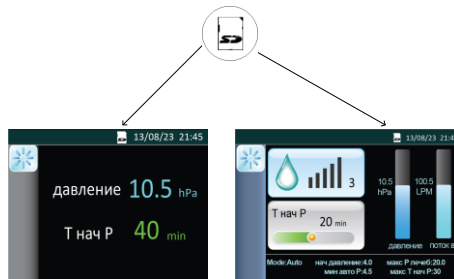 SD
13/08/23 21:45
давление 10.5 hPa
Т нач Р 40 min
13/08/23 21:45
3
Т нач Р
20 min
10.5 hPa
100.5 LPM
давление поток в
Mode:Auto нач давление:4.0 макс Р лечеб:20.0
мин авто Р:4.5 макс Т нач Р:30